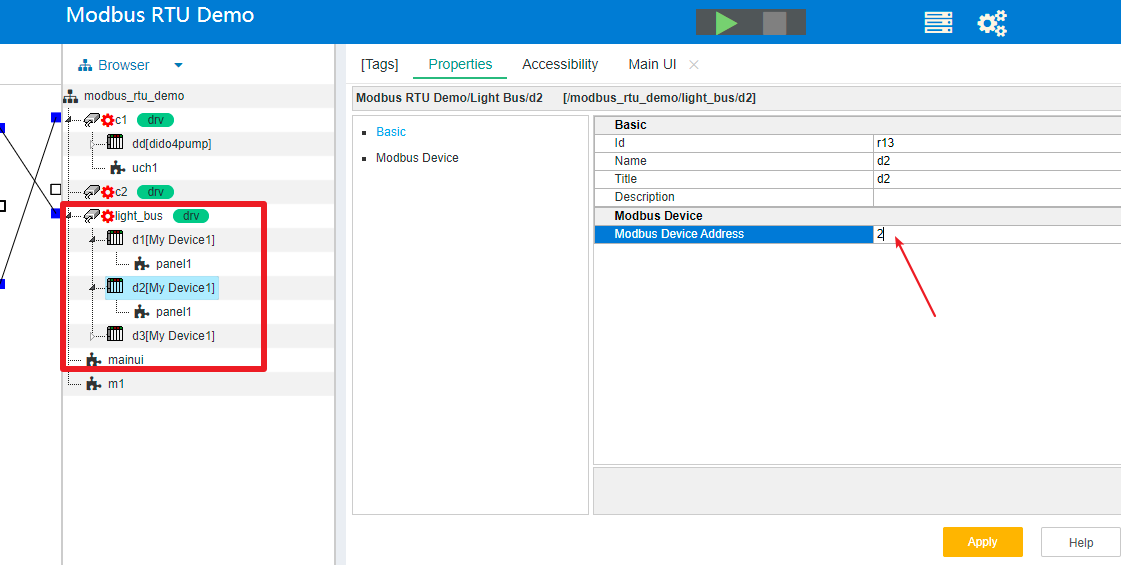 Modbus RTU Demo
Browser
modbus_rtu_demo
c1 drv
dd[dido4pump]
uch1
c2 drv
light_bus drv
d1[My Device1]
panel1
d2[My Device1]
panel1
d3[My Device1]
mainui
m1
[Tags] Properties Accessibility Main UI
Modbus RTU Demo/Light Bus/d2 [/modbus_rtu_demo/light_bus/d2]
Basic
Modbus Device
Basic
Id r13
Name d2
Title d2
Description
Modbus Device
Modbus Device Address 2
Apply Help